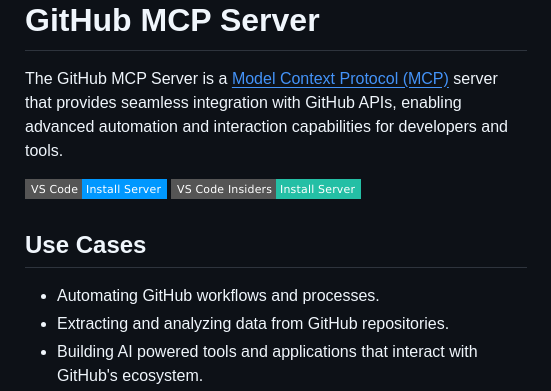 GitHub MCP Server
The GitHub MCP Server is a Model Context Protocol (MCP) server
that provides seamless integration with GitHub APIs, enabling
advanced automation and interaction capabilities for developers and
tools.
VS Code Install Server VS Code Insiders Install Server
Use Cases
• Automating GitHub workflows and processes.
• Extracting and analyzing data from GitHub repositories.
• Building AI powered tools and applications that interact with
GitHub's ecosystem.